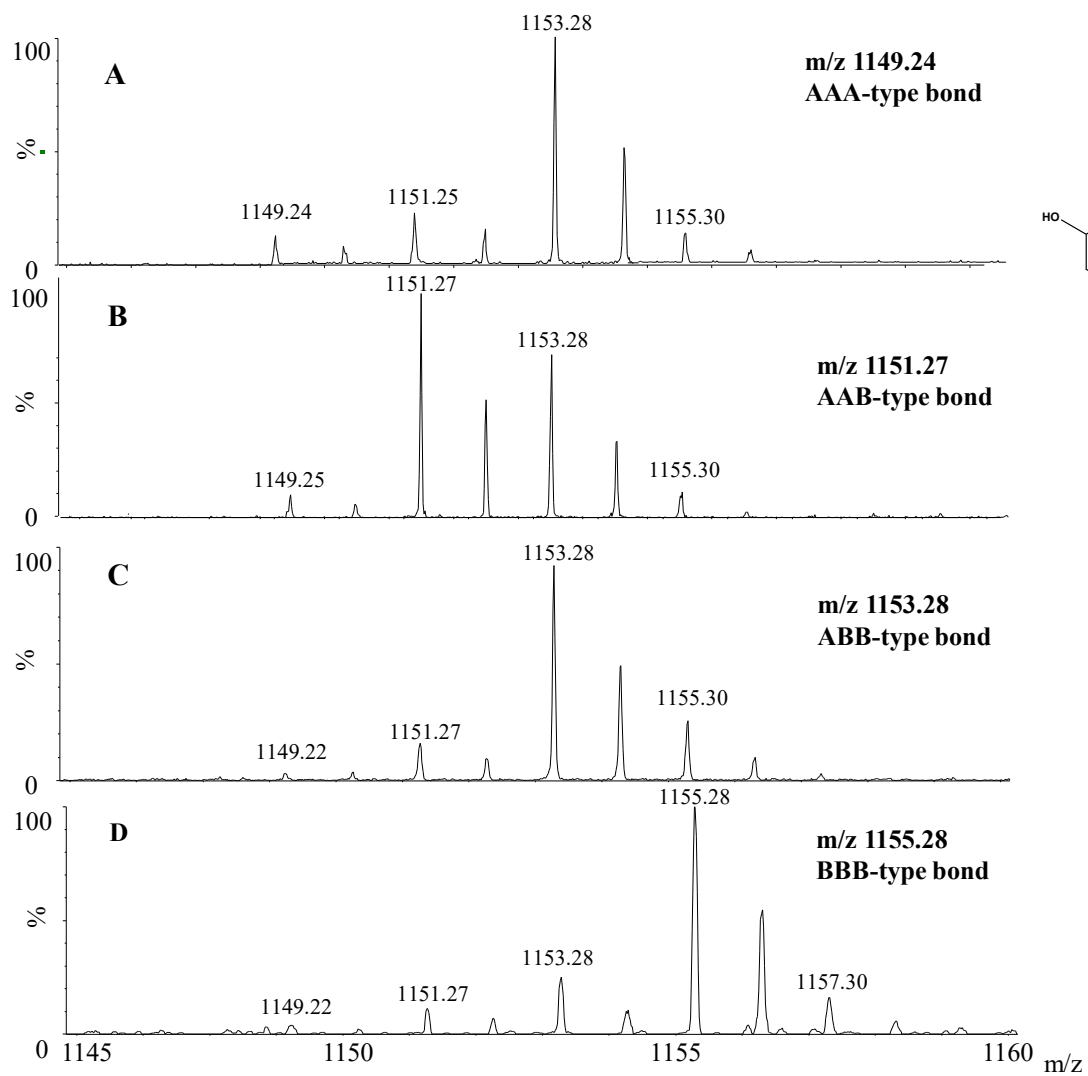 1153.28
100
A
m/z 1149.24
AAA-type bond
%
1149.24
1151.25
1155.30
HO
0
1151.27
100
B
1153.28
m/z 1151.27
AAB-type bond
%
1149.25
1155.30
0
1153.28
100
C
m/z 1153.28
ABB-type bond
%
1155.30
1151.27
1149.22
0
1155.28
100
D
m/z 1155.28
BBB-type bond
%
1153.28
1151.27
1157.30
1149.22
0
1145 1150 1155 1160
m/z